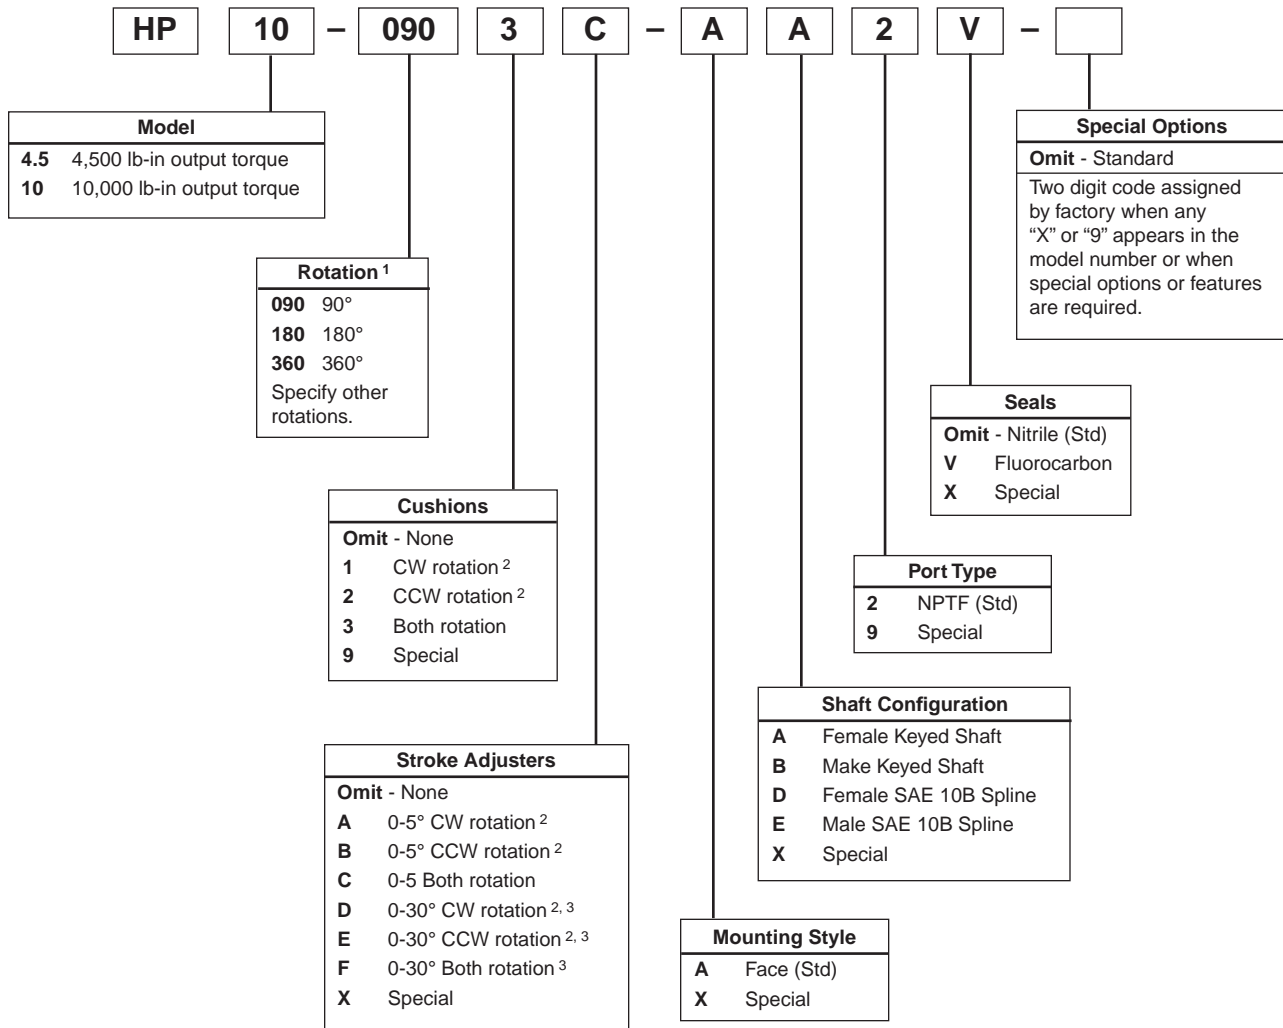 HP 10 – 090 3 C – A A 2 V –
Model
4.5 4,500 lb-in output torque
10 10,000 lb-in output torque
Special Options
Omit - Standard
Two digit code assigned
by factory when any
“X” or “9” appears in the
model number or when
special options or features
are required.
Rotation 1
090 90°
180 180°
360 360°
Specify other
rotations.
Seals
Omit - Nitrile (Std)
V Fluorocarbon
X Special
Cushions
Omit - None
1 CW rotation 2
2 CCW rotation 2
3 Both rotation
9 Special
Port Type
2 NPTF (Std)
9 Special
Shaft Configuration
A Female Keyed Shaft
B Make Keyed Shaft
D Female SAE 10B Spline
E Male SAE 10B Spline
X Special
Stroke Adjusters
Omit - None
A 0-5° CW rotation 2
B 0-5° CCW rotation 2
C 0-5 Both rotation
D 0-30° CW rotation 2, 3
E 0-30° CCW rotation 2, 3
F 0-30° Both rotation 3
X Special
Mounting Style
A Face (Std)
X Special